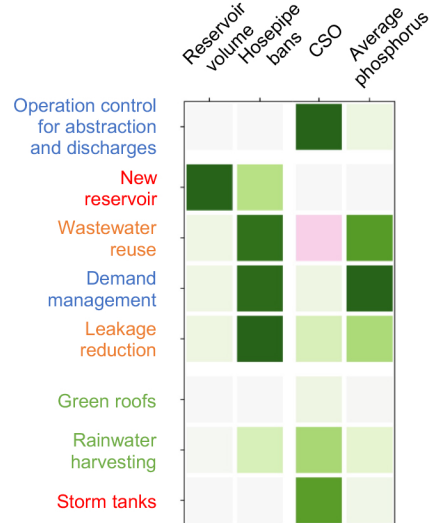 Reservoir
volume
Hosepipe
bans
CSO
Average
phosphorus
Operation control
for abstraction
and discharges
New
reservoir
Wastewater
reuse
Demand
management
Leakage
reduction
Green roofs
Rainwater
harvesting
Storm tanks